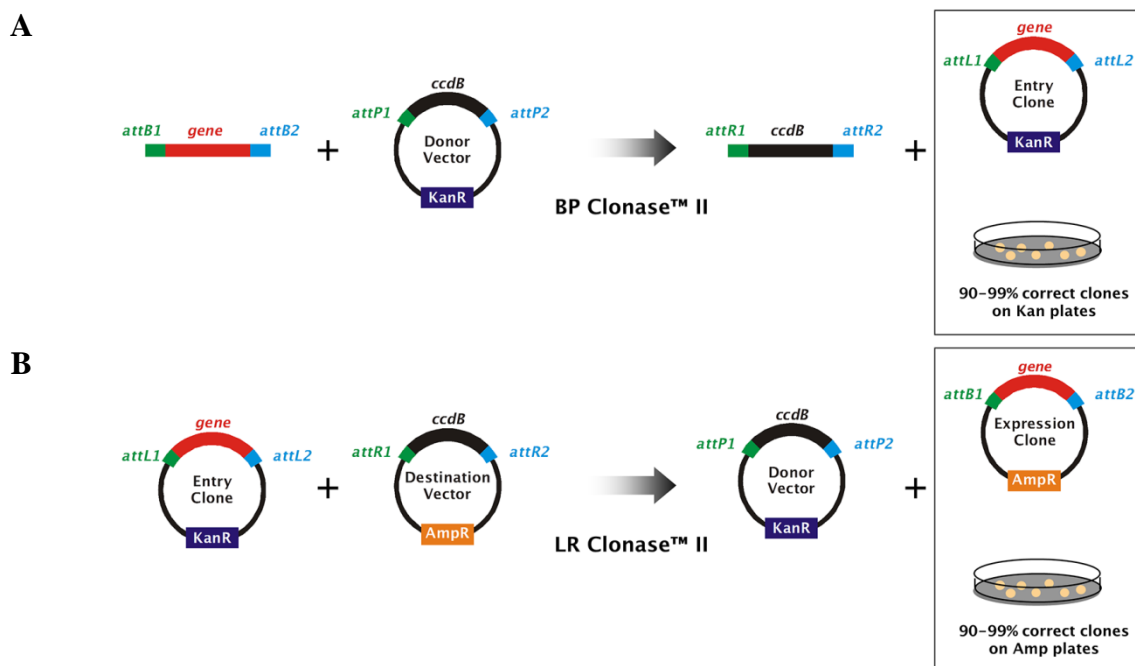 A
attB1
gene
attB2
+
attP1
ccdB
attP2
Donor
Vector
KanR
BP Clonase™ II
attR1
ccdB
attR2
+
gene
attL1
attL2
Entry
Clone
KanR
90–99% correct clones
on Kan plates
B
gene
attL1
attL2
Entry
Clone
KanR
+
ccdB
attR1
attR2
Destination
Vector
AmpR
LR Clonase™ II
ccdB
attP1
attP2
Donor
Vector
KanR
+
gene
attB1
attB2
Expression
Clone
AmpR
90–99% correct clones
on Amp plates